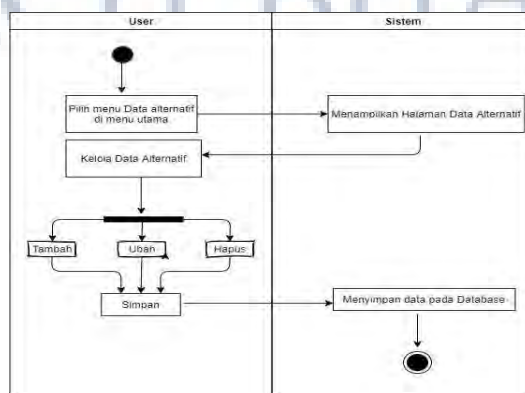 User
Sistem
Pilih menu Data alternatif
di menu utama
Menampilkan Halaman Data Alternatif
Kelola Data Alternatif
Tambah
Ubah
Hapus
Simpan
Menyimpan data pada Database